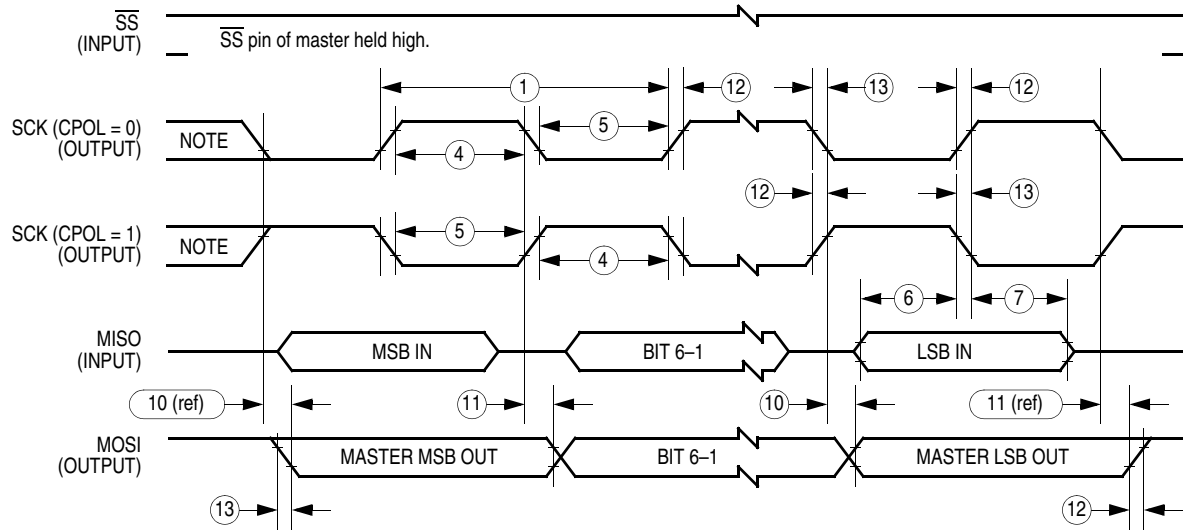 SS
(INPUT)
SS pin of master held high.
1
12
13
12
SCK (CPOL = 0)
(OUTPUT)
NOTE
5
4
12
13
SCK (CPOL = 1)
(OUTPUT)
NOTE
5
4
6
7
MISO
(INPUT)
MSB IN
BIT 6–1
LSB IN
10 (ref)
11
10
11 (ref)
MOSI
(OUTPUT)
MASTER MSB OUT
BIT 6–1
MASTER LSB OUT
13
12